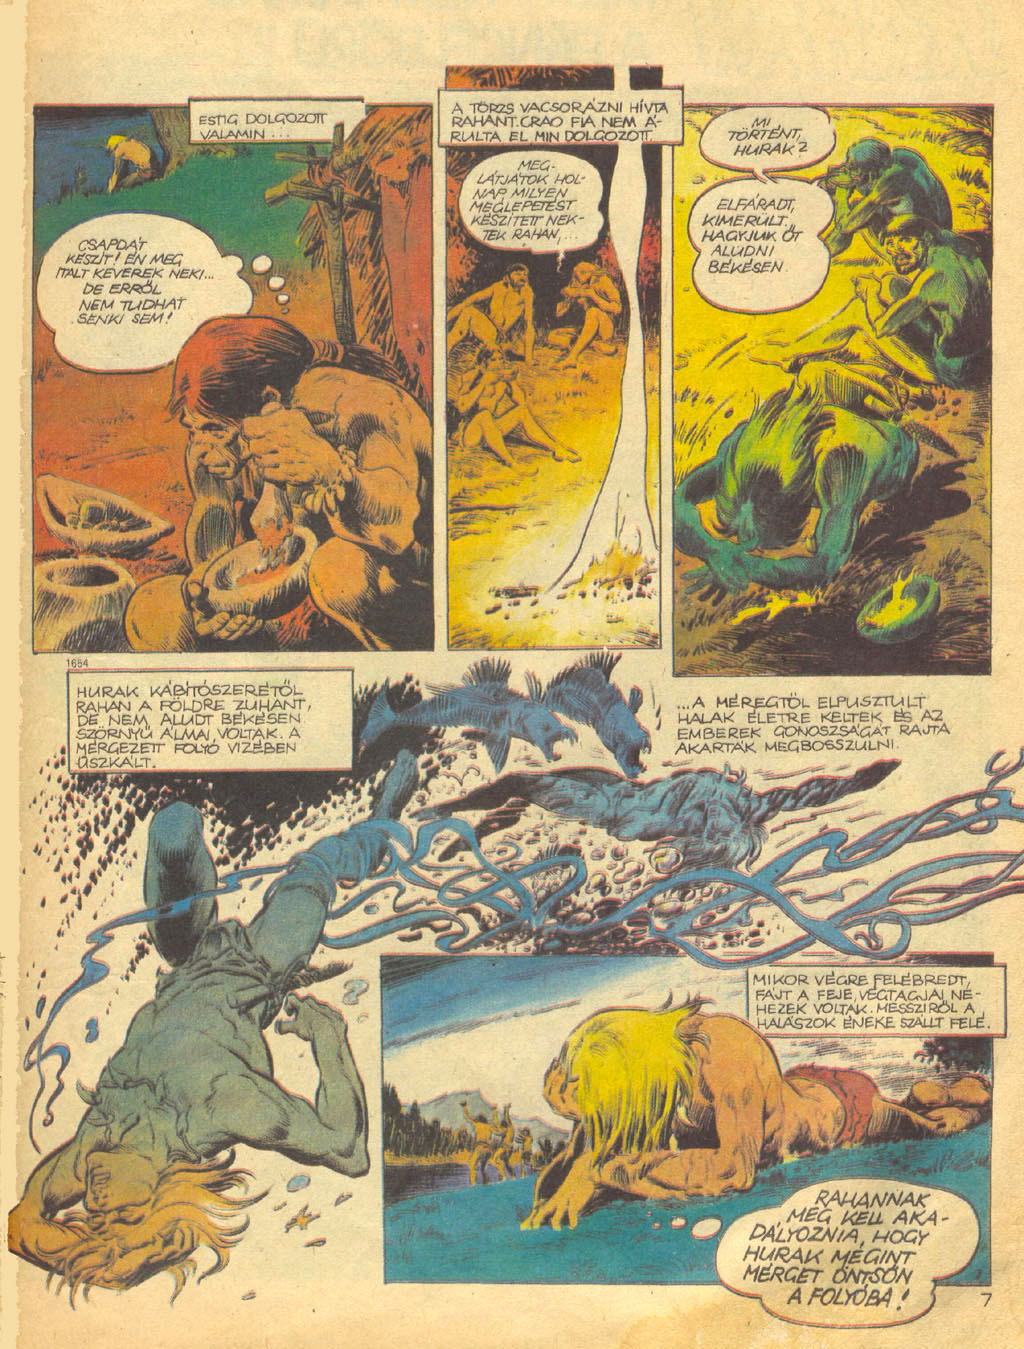 ESTIG DOLGOZOTT
VALAMIN...
CSAPDÁT
KÉSZÍT! ÉN MEG
ITALT KEVEREK NEKI...
DE ERRŐL
NEM TUDHAT
SENKI SEM!
A TÖRZS VACSORÁZNI HÍVTA
RAHANT. CRAO FIA NEM Á-
RULTA EL MIN DOLGOZOTT.
MEG-
LÁTJÁTOK HOL-
NAP MILYEN
MEGLEPETÉST
KÉSZÍTETT NEK-
TEK RAHAN,...
MI
TÖRTÉNT,
HURAK?
ELFÁRADT,
KIMERÜLT.
HAGYJUK ŐT
ALUDNI
BÉKÉSEN.
1684
HURAK KÁBÍTÓSZERÉTŐL
RAHAN A FÖLDRE ZUHANT,
DE NEM ALUDT BÉKÉSEN
SZÖRNYŰ ÁLMAI VOLTAK. A
MÉRGEZETT FOLYÓ VIZÉBEN
ÚSZKÁLT.
...A MÉREGTŐL ELPUSZTULT
HALAK ÉLETRE KELTEK ÉS AZ
EMBEREK GONOSZSÁGÁT RAJTA
AKARTÁK MEGBOSSZULNI.
MIKOR VÉGRE FELÉBREDT,
FÁJT A FEJE, VÉGTAGJAI NE-
HEZEK VOLTAK. MESSZIRŐL A
HALÁSZOK ÉNEKE SZÁLLT FELÉ.
RAHANNAK
MEG KELL AKA-
DÁLYOZNIA, HOGY
HURAK MEGINT
MÉRGET ÖNTSÖN
A FOLYÓBA!
7